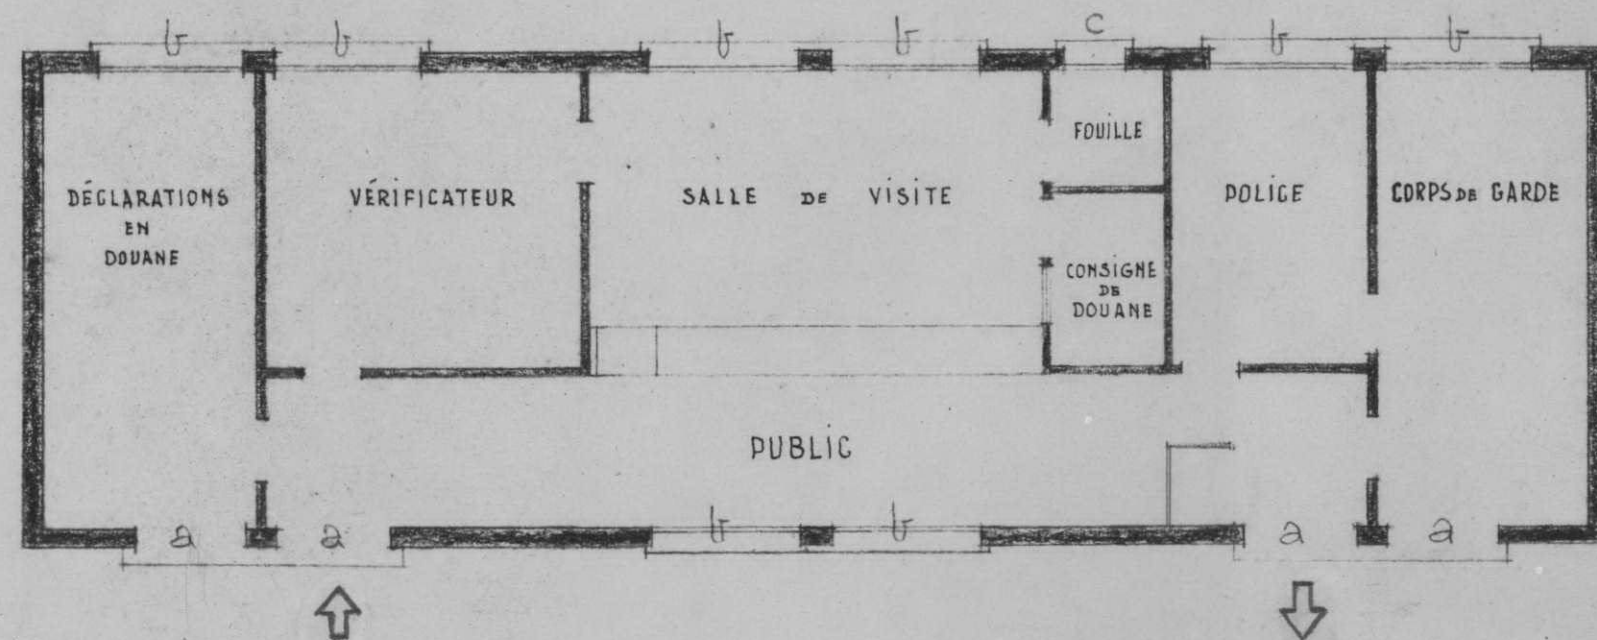 b b b b c b b
FOUILLE
DÉCLARATIONS
EN
DOUANE
VÉRIFICATEUR
SALLE DE VISITE
POLICE
CORPS DE GARDE
CONSIGNE
DE
DOUANE
PUBLIC
a a b b a a